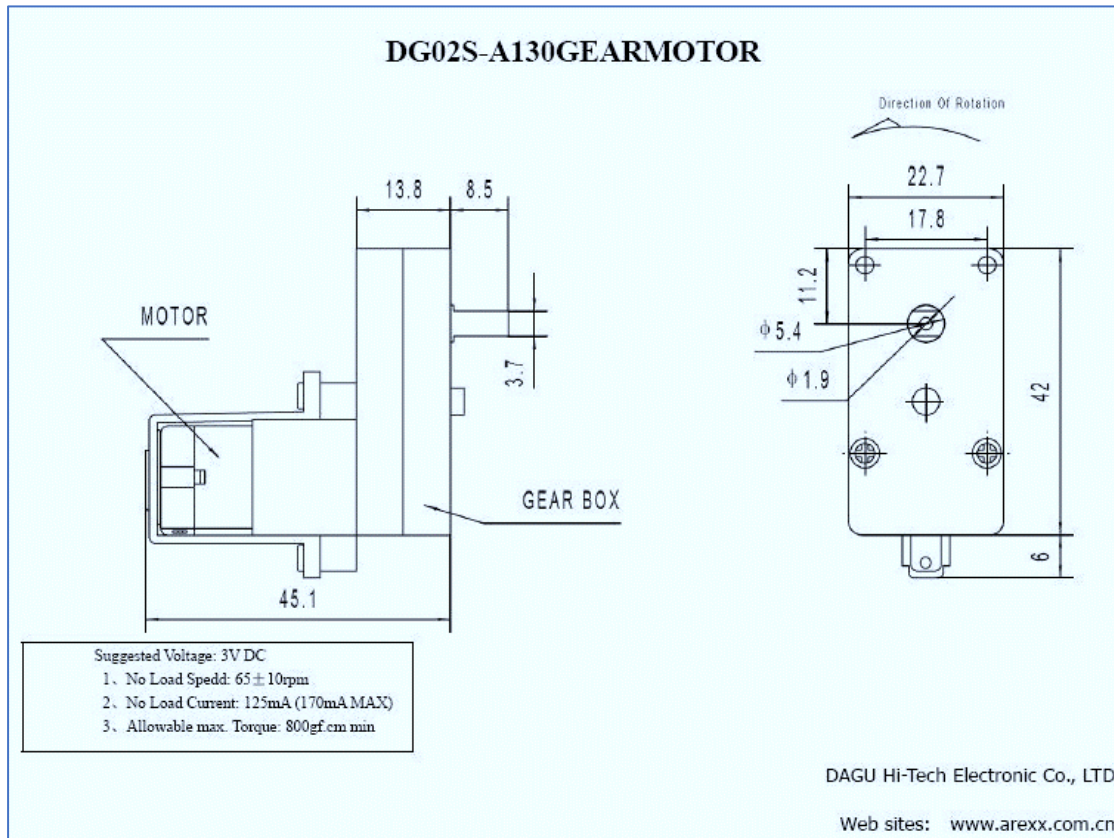 DG02S-A130GEARMOTOR
Direction Of Rotation
13.8
8.5
22.7
17.8
11.2
MOTOR
3.7
ϕ5.4
ϕ1.9
42
GEAR BOX
6
45.1
Suggested Voltage: 3V DC
1、No Load Spedd: 65±10rpm
2、No Load Current: 125mA (170mA MAX)
3、Allowable max. Torque: 800gf.cm min
DAGU Hi-Tech Electronic Co., LTD
Web sites: www.arexx.com.cn